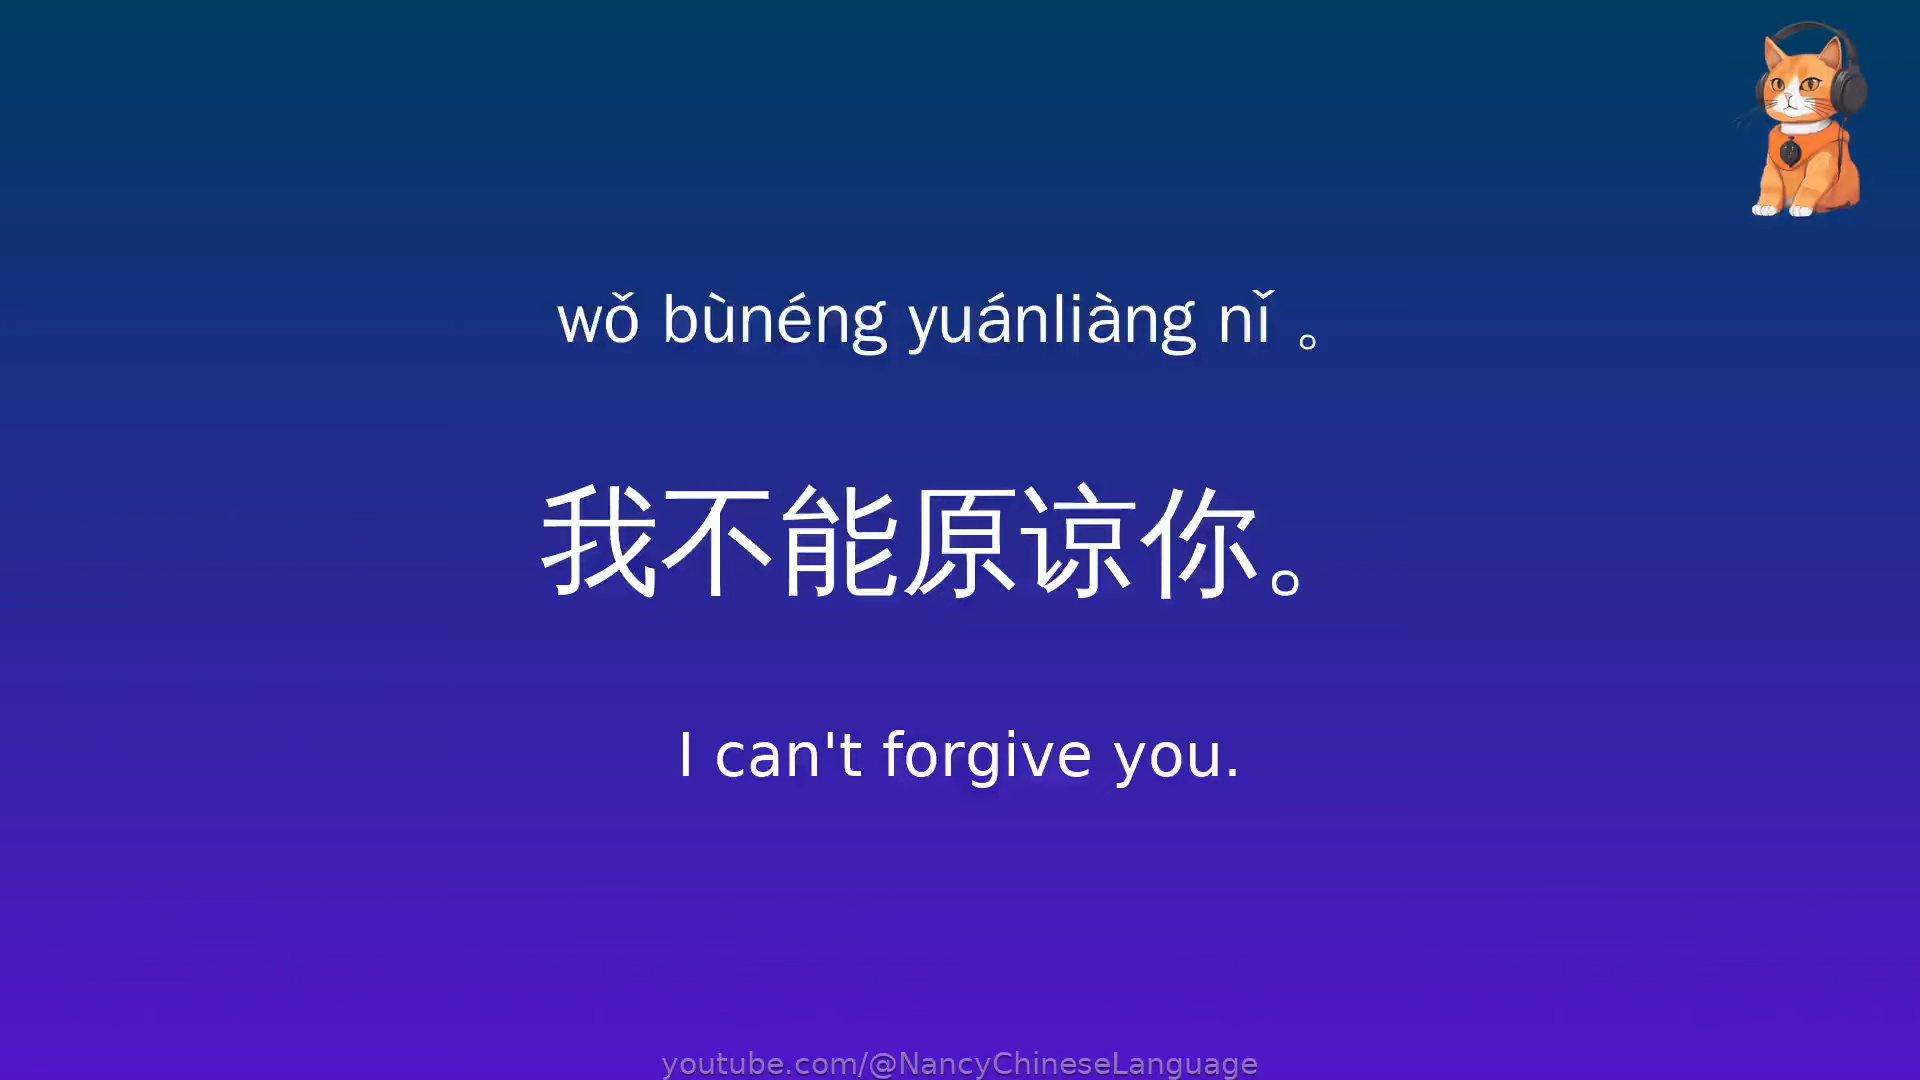 wǒ bùnéng yuánliàng nǐ 。
我不能原谅你。
I can't forgive you.
youtube.com/@NancyChineseLanguage